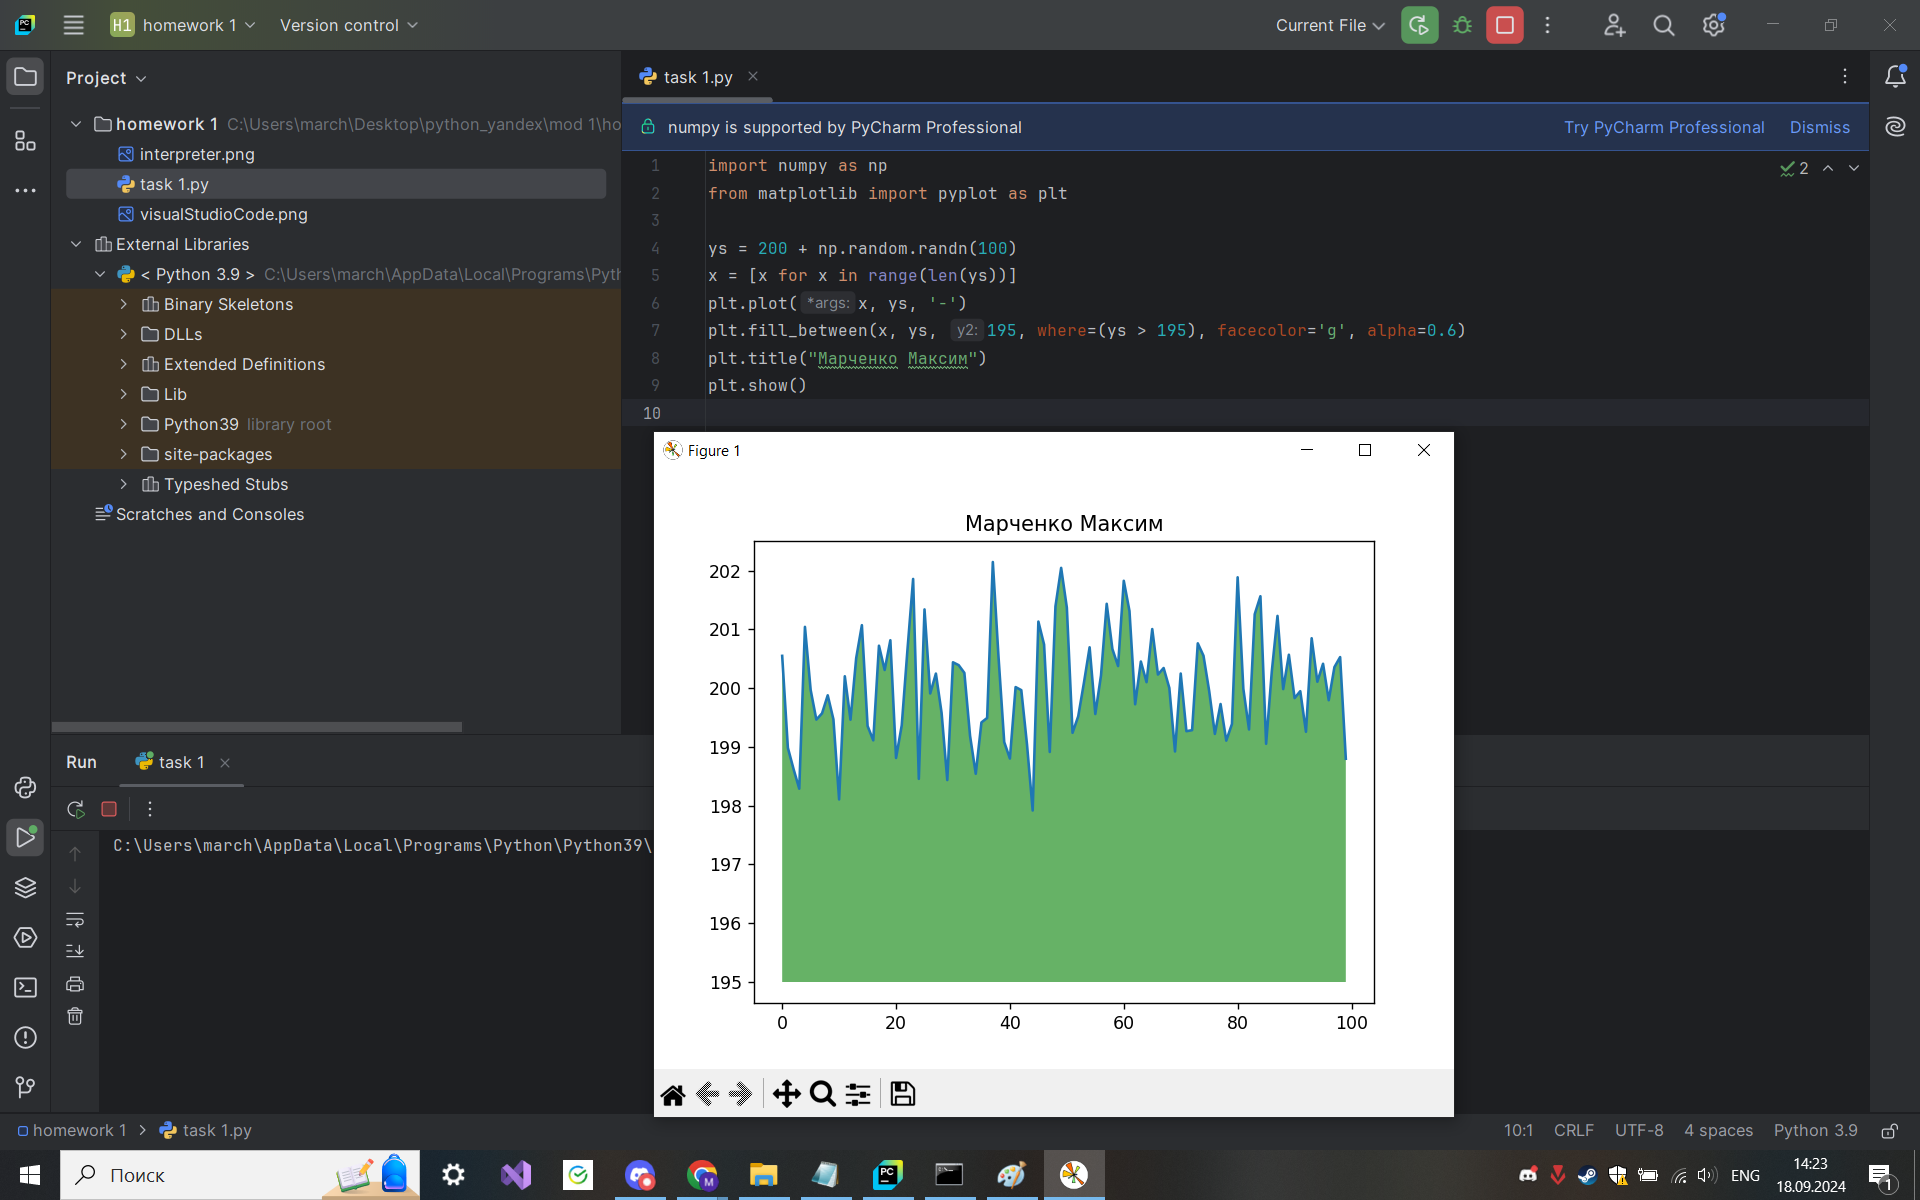 H1 homework 1 Version control Current File
Project
task 1.py
homework 1 C:\Users\march\Desktop\python_yandex\mod 1\ho
interpreter.png
task 1.py
visualStudioCode.png
External Libraries
< Python 3.9 > C:\Users\march\AppData\Local\Programs\Pyth
Binary Skeletons
DLLs
Extended Definitions
Lib
Python39 library root
site-packages
Typeshed Stubs
Scratches and Consoles
numpy is supported by PyCharm Professional Try PyCharm Professional Dismiss
2
1 import numpy as np
2 from matplotlib import pyplot as plt
3
4 ys = 200 + np.random.randn(100)
5 x = [x for x in range(len(ys))]
6 plt.plot( *args: x, ys, '-')
7 plt.fill_between(x, ys, y2: 195, where=(ys > 195), facecolor='g', alpha=0.6)
8 plt.title("Марченко Максим")
9 plt.show()
10
Figure 1
Марченко Максим
202
201
200
199
198
197
196
195
0 20 40 60 80 100
Run task 1
C:\Users\march\AppData\Local\Programs\Python\Python39\
homework 1 > task 1.py 10:1 CRLF UTF-8 4 spaces Python 3.9
Поиск
ENG
14:23
18.09.2024
1